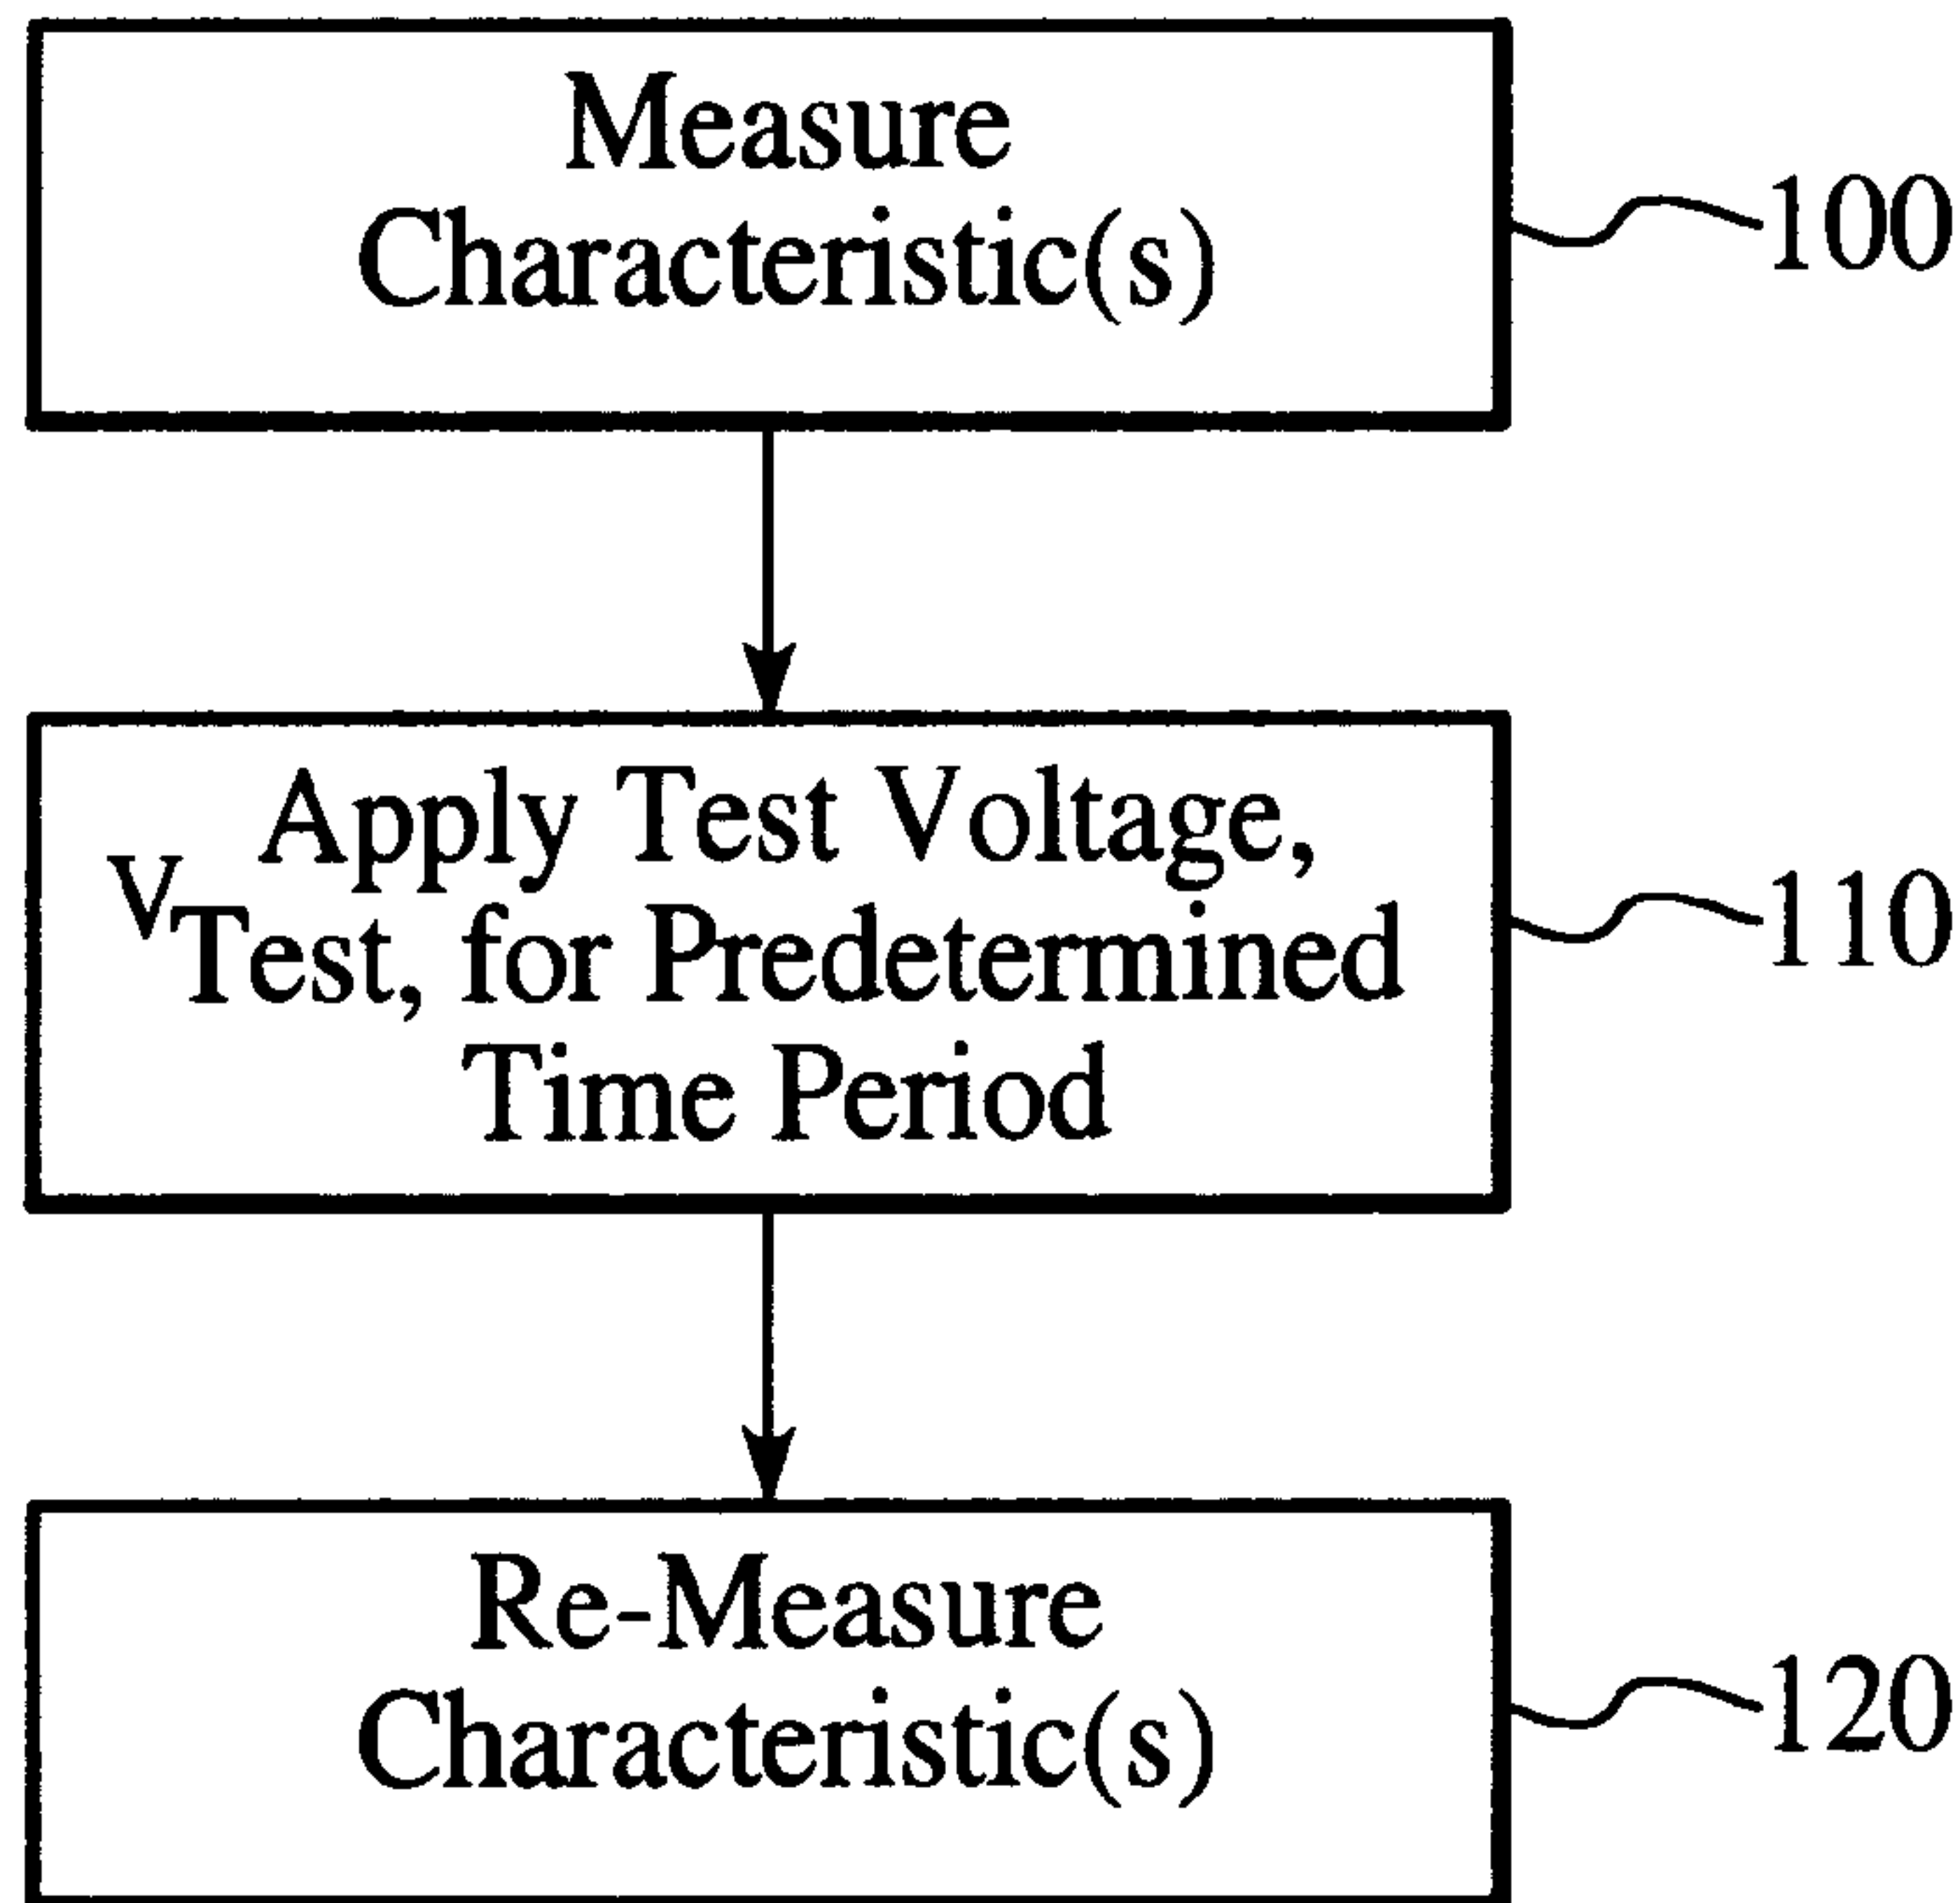 Measure
Characteristic(s)
100
Apply Test Voltage,
VTest, for Predetermined
Time Period
110
Re-Measure
Characteristic(s)
120